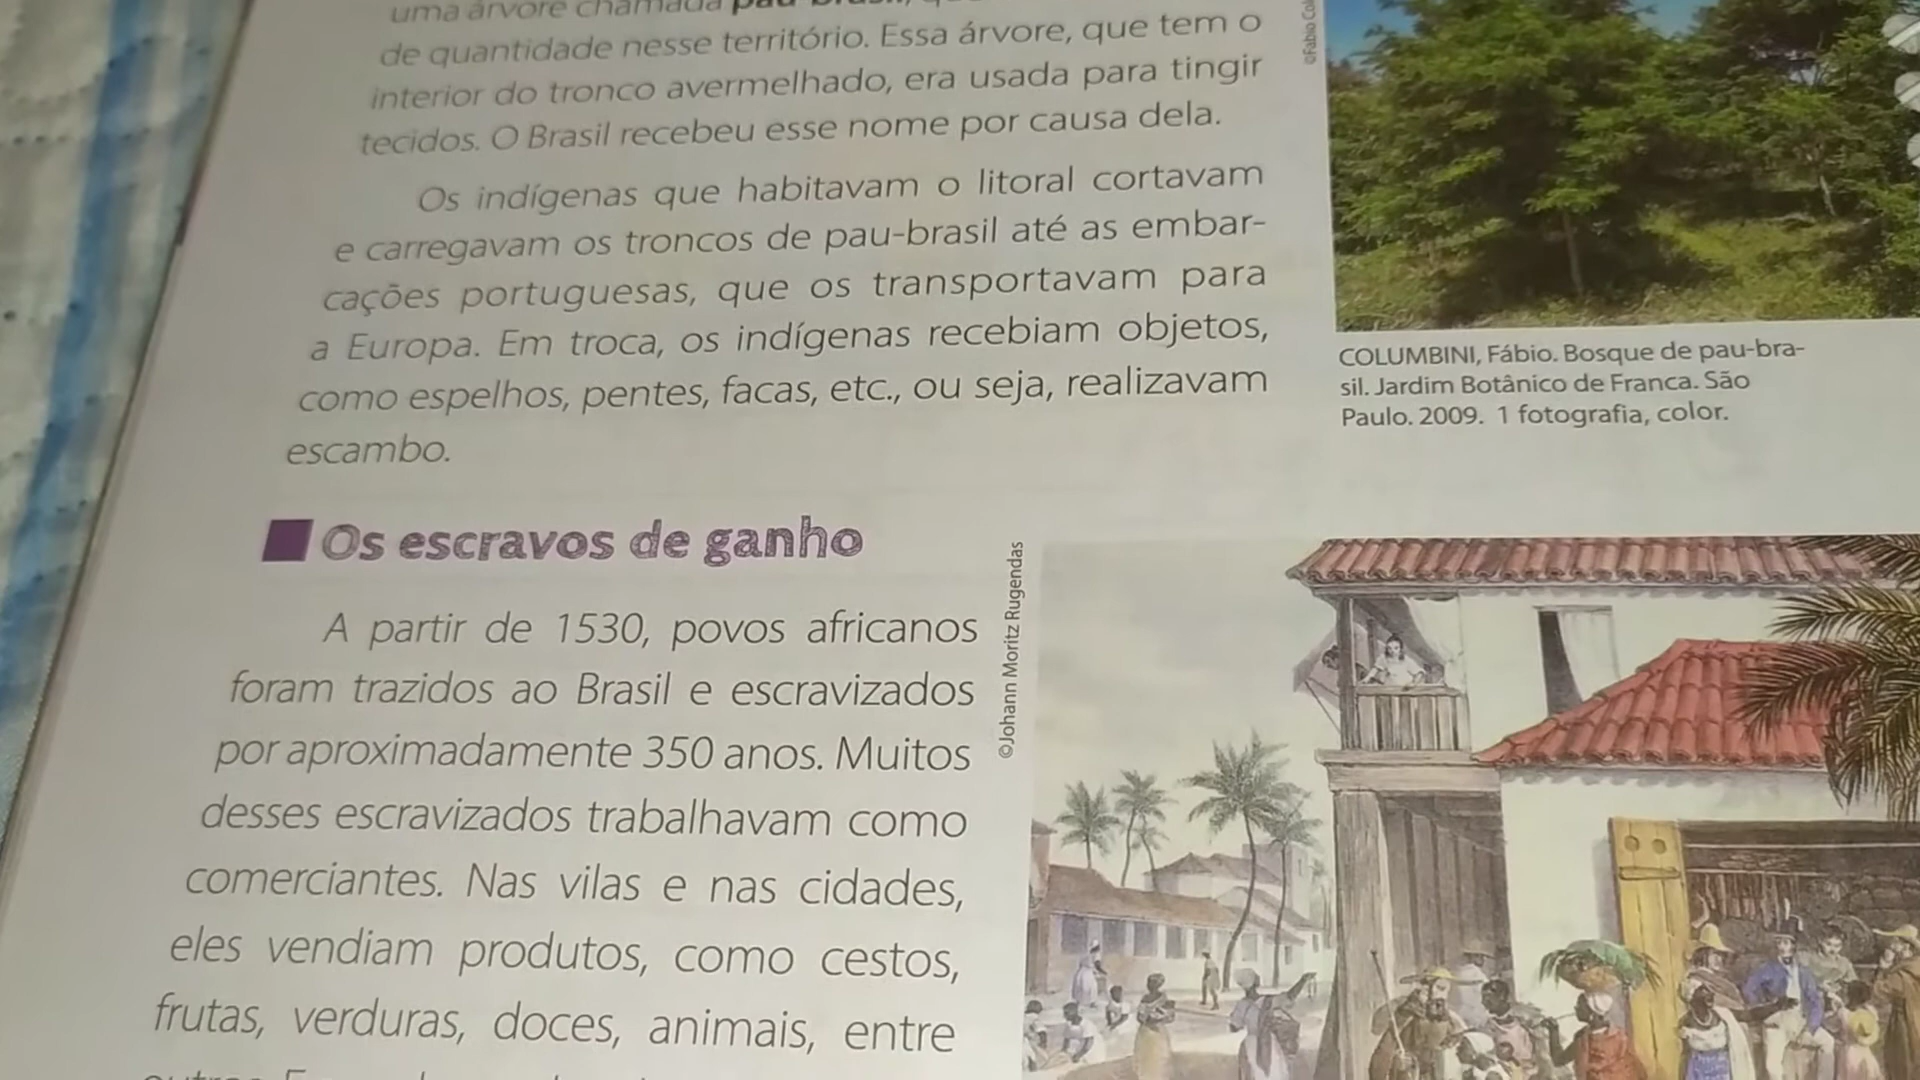 uma árvore chamada pau-brasil,
de quantidade nesse território. Essa árvore, que tem o
interior do tronco avermelhado, era usada para tingir
tecidos. O Brasil recebeu esse nome por causa dela.
Os indígenas que habitavam o litoral cortavam
e carregavam os troncos de pau-brasil até as embar-
cações portuguesas, que os transportavam para
a Europa. Em troca, os indígenas recebiam objetos,
como espelhos, pentes, facas, etc., ou seja, realizavam
escambo.
COLUMBINI, Fábio. Bosque de pau-bra-
sil. Jardim Botânico de Franca. São
Paulo. 2009. 1 fotografia, color.
Os escravos de ganho
A partir de 1530, povos africanos
foram trazidos ao Brasil e escravizados
por aproximadamente 350 anos. Muitos
desses escravizados trabalhavam como
comerciantes. Nas vilas e nas cidades,
eles vendiam produtos, como cestos,
frutas, verduras, doces, animais, entre
©Johann Moritz Rugendas